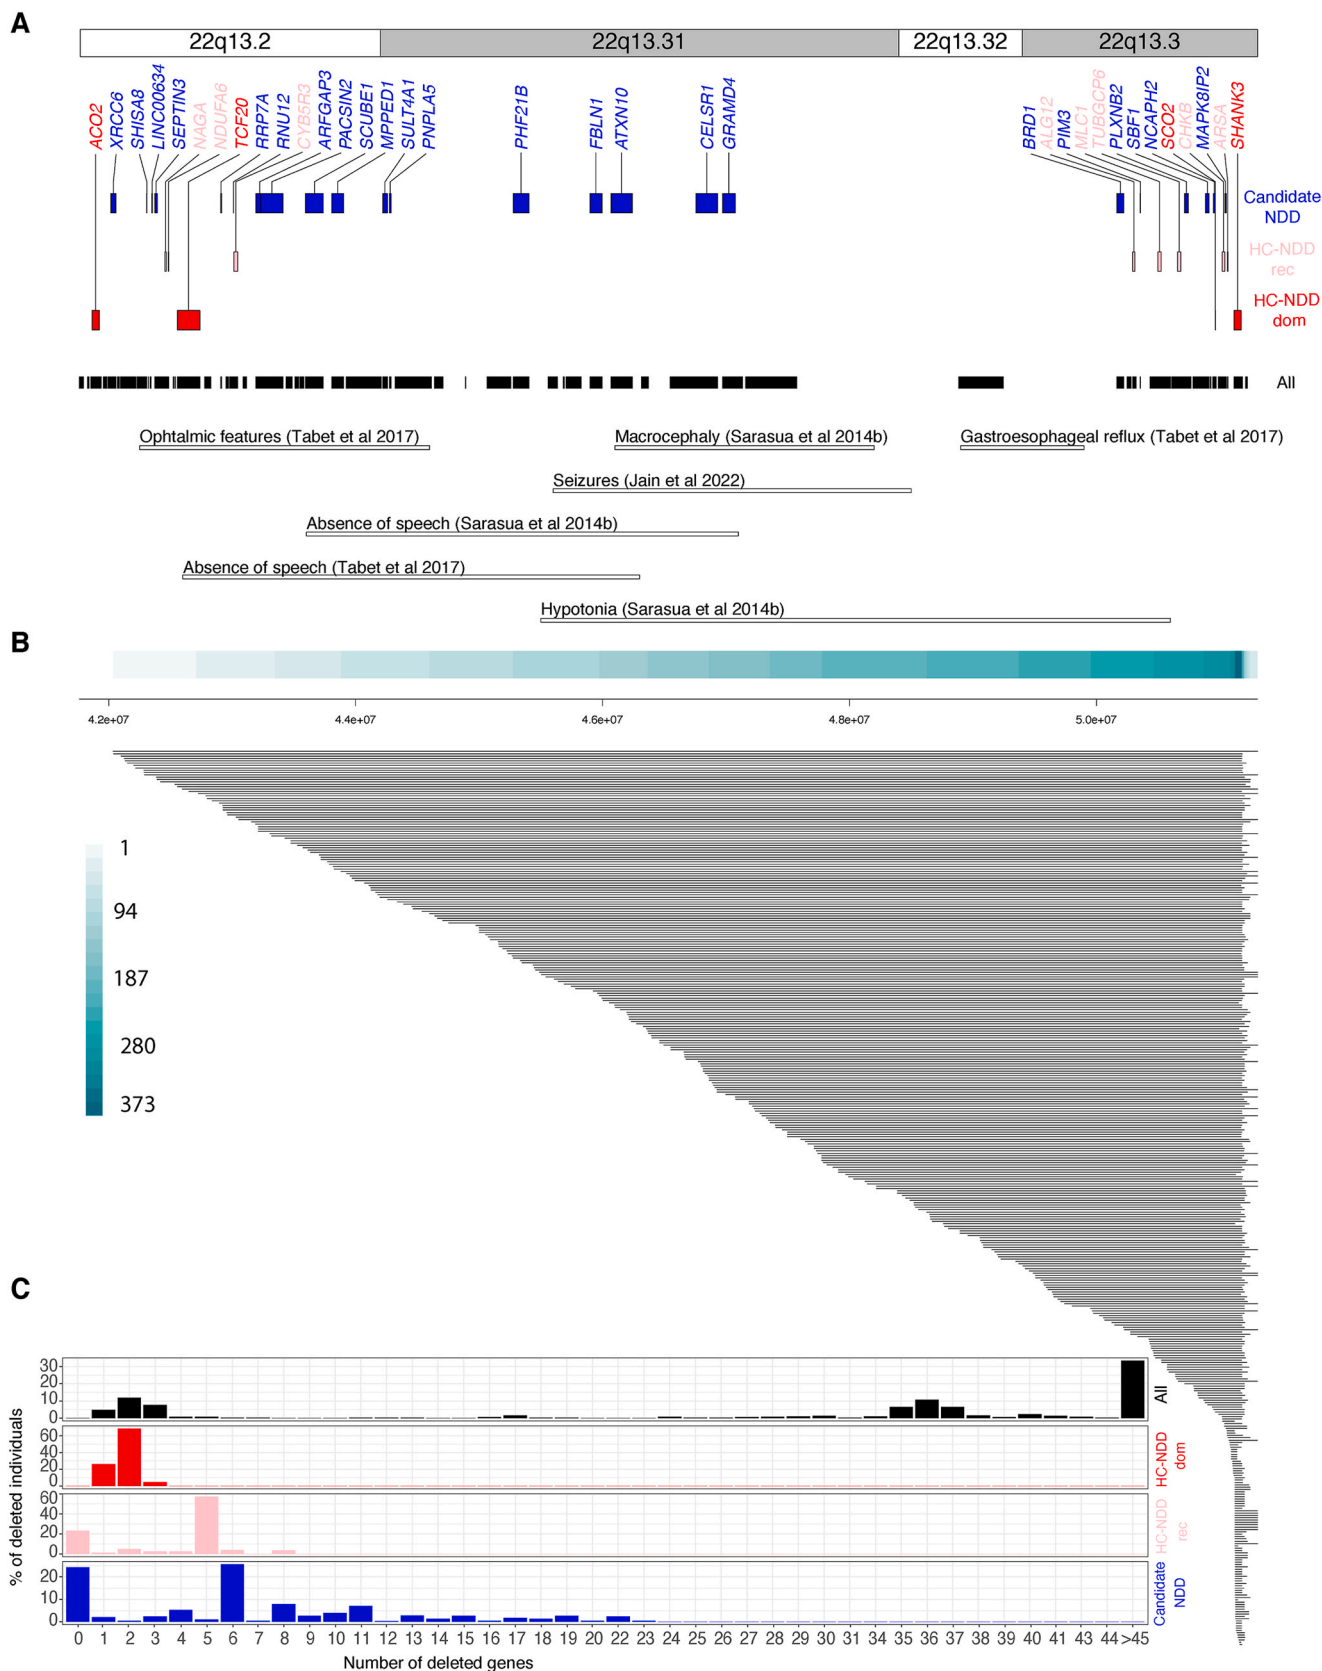 A
22q13.2 22q13.31 22q13.32 22q13.3
ACO2 XRCC6 SHISA8 LINC00634 SEPTIN3 NAGA NDUFA6 TCF20 RRP7A RNU12 CYB5R3 ARFGAP3 PACSIN2 SCUBE1 MPPED1 SULT4A1 PNPLA5 PHF21B FBLN1 ATXN10 CELSR1 GRAMD4 BRD1 ALG12 PIM3 MLC1 TUBGCP6 PLXNB2 SBF1 NCAPH2 SCO2 CHKB MAPK8IP2 ARSA SHANK3
Candidate
NDD
HC-NDD
rec
HC-NDD
dom
All
Ophtalmic features (Tabet et al 2017)
Macrocephaly (Sarasua et al 2014b)
Gastroesophageal reflux (Tabet et al 2017)
Seizures (Jain et al 2022)
Absence of speech (Sarasua et al 2014b)
Absence of speech (Tabet et al 2017)
Hypotonia (Sarasua et al 2014b)
B
4.2e+07 4.4e+07 4.6e+07 4.8e+07 5.0e+07
1
94
187
280
373
C
% of deleted individuals
30
20
10
0
All
60
40
20
0
HC-NDD
dom
60
40
20
0
HC-NDD
rec
20
10
0
Candidate
NDD
0 1 2 3 4 5 6 7 8 9 10 11 12 13 14 15 16 17 18 19 20 22 23 24 26 27 28 29 30 31 34 35 36 37 38 39 40 41 43 44 >45
Number of deleted genes